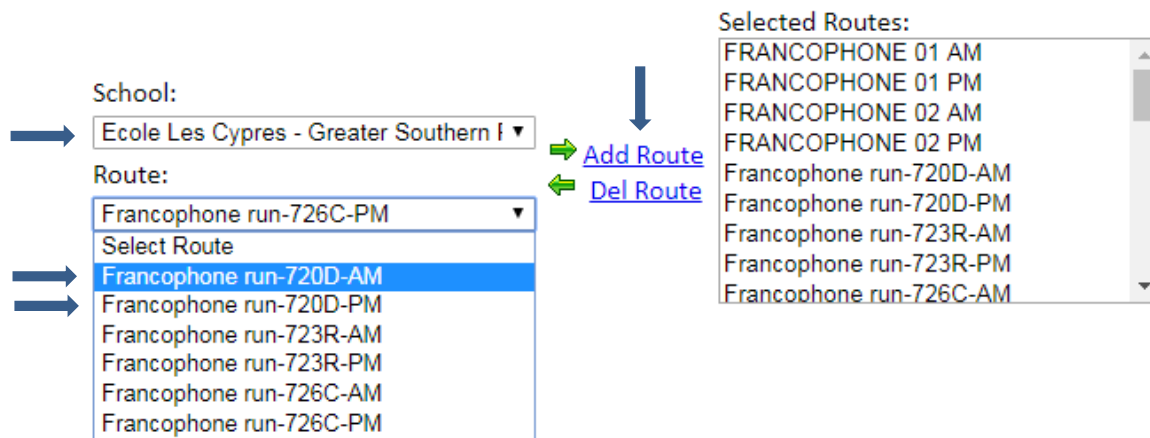 School:
Ecole Les Cypres - Greater Southern F
Route:
Francophone run-726C-PM
Select Route
Francophone run-720D-AM
Francophone run-720D-PM
Francophone run-723R-AM
Francophone run-723R-PM
Francophone run-726C-AM
Francophone run-726C-PM
Add Route
Del Route
Selected Routes:
FRANCOPHONE 01 AM
FRANCOPHONE 01 PM
FRANCOPHONE 02 AM
FRANCOPHONE 02 PM
Francophone run-720D-AM
Francophone run-720D-PM
Francophone run-723R-AM
Francophone run-723R-PM
Francophone run-726C-AM